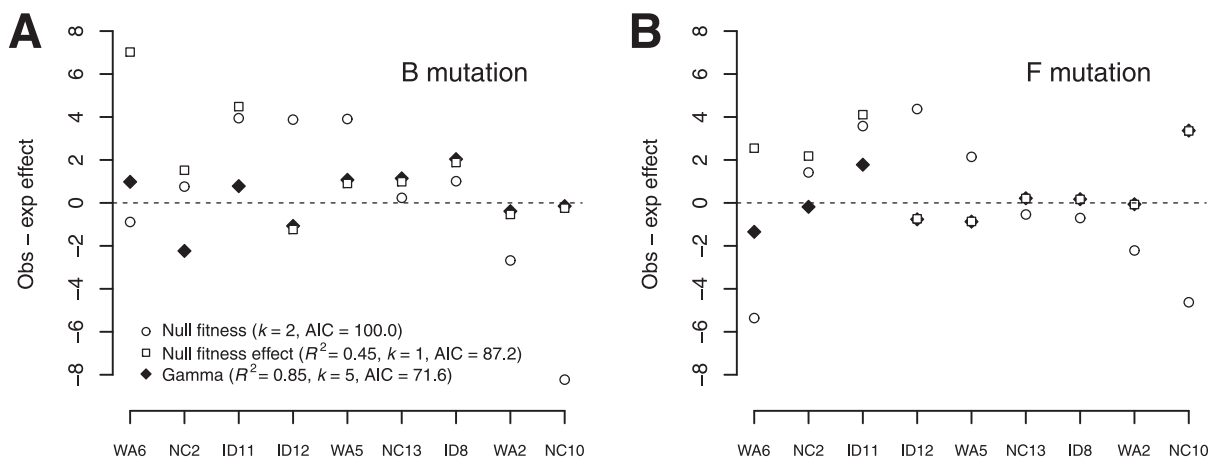 A
B mutation
Obs − exp effect
8
6
4
2
0
−2
−4
−6
−8
Null fitness (k = 2, AIC = 100.0)
Null fitness effect (R² = 0.45, k = 1, AIC = 87.2)
Gamma (R² = 0.85, k = 5, AIC = 71.6)
WA6 NC2 ID11 ID12 WA5 NC13 ID8 WA2 NC10
B
F mutation
Obs − exp effect
8
6
4
2
0
−2
−4
−6
−8
WA6 NC2 ID11 ID12 WA5 NC13 ID8 WA2 NC10